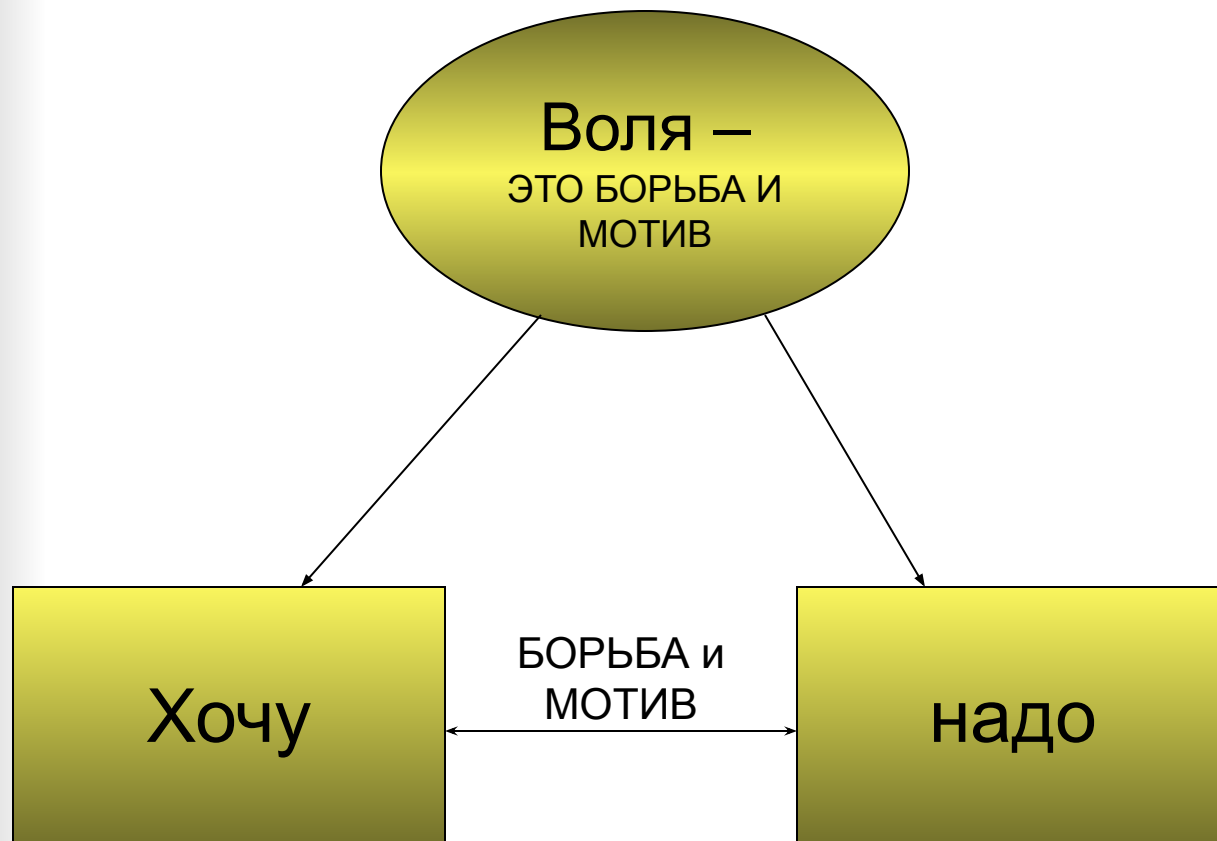 Воля –
ЭТО БОРЬБА И
МОТИВ
БОРЬБА и
МОТИВ
Хочу
надо